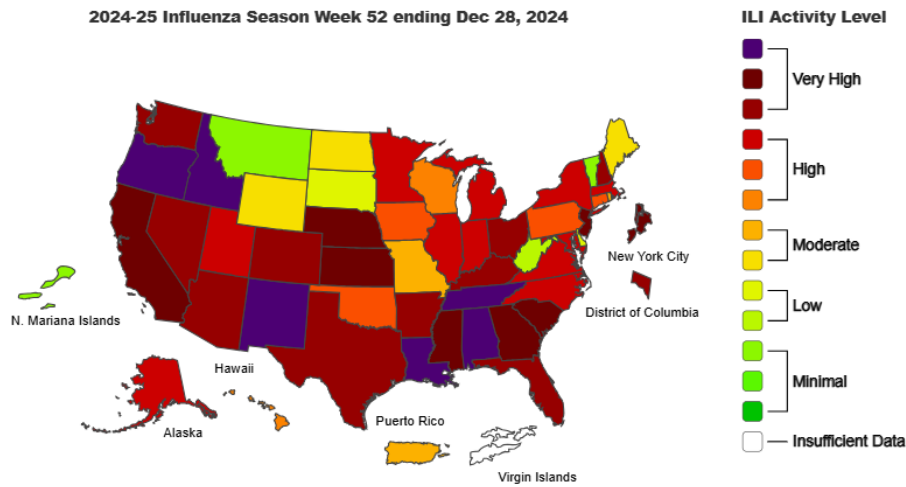 2024-25 Influenza Season Week 52 ending Dec 28, 2024
ILI Activity Level
Very High
High
Moderate
Low
Minimal
Insufficient Data
New York City
District of Columbia
N. Mariana Islands
Hawaii
Alaska
Puerto Rico
Virgin Islands